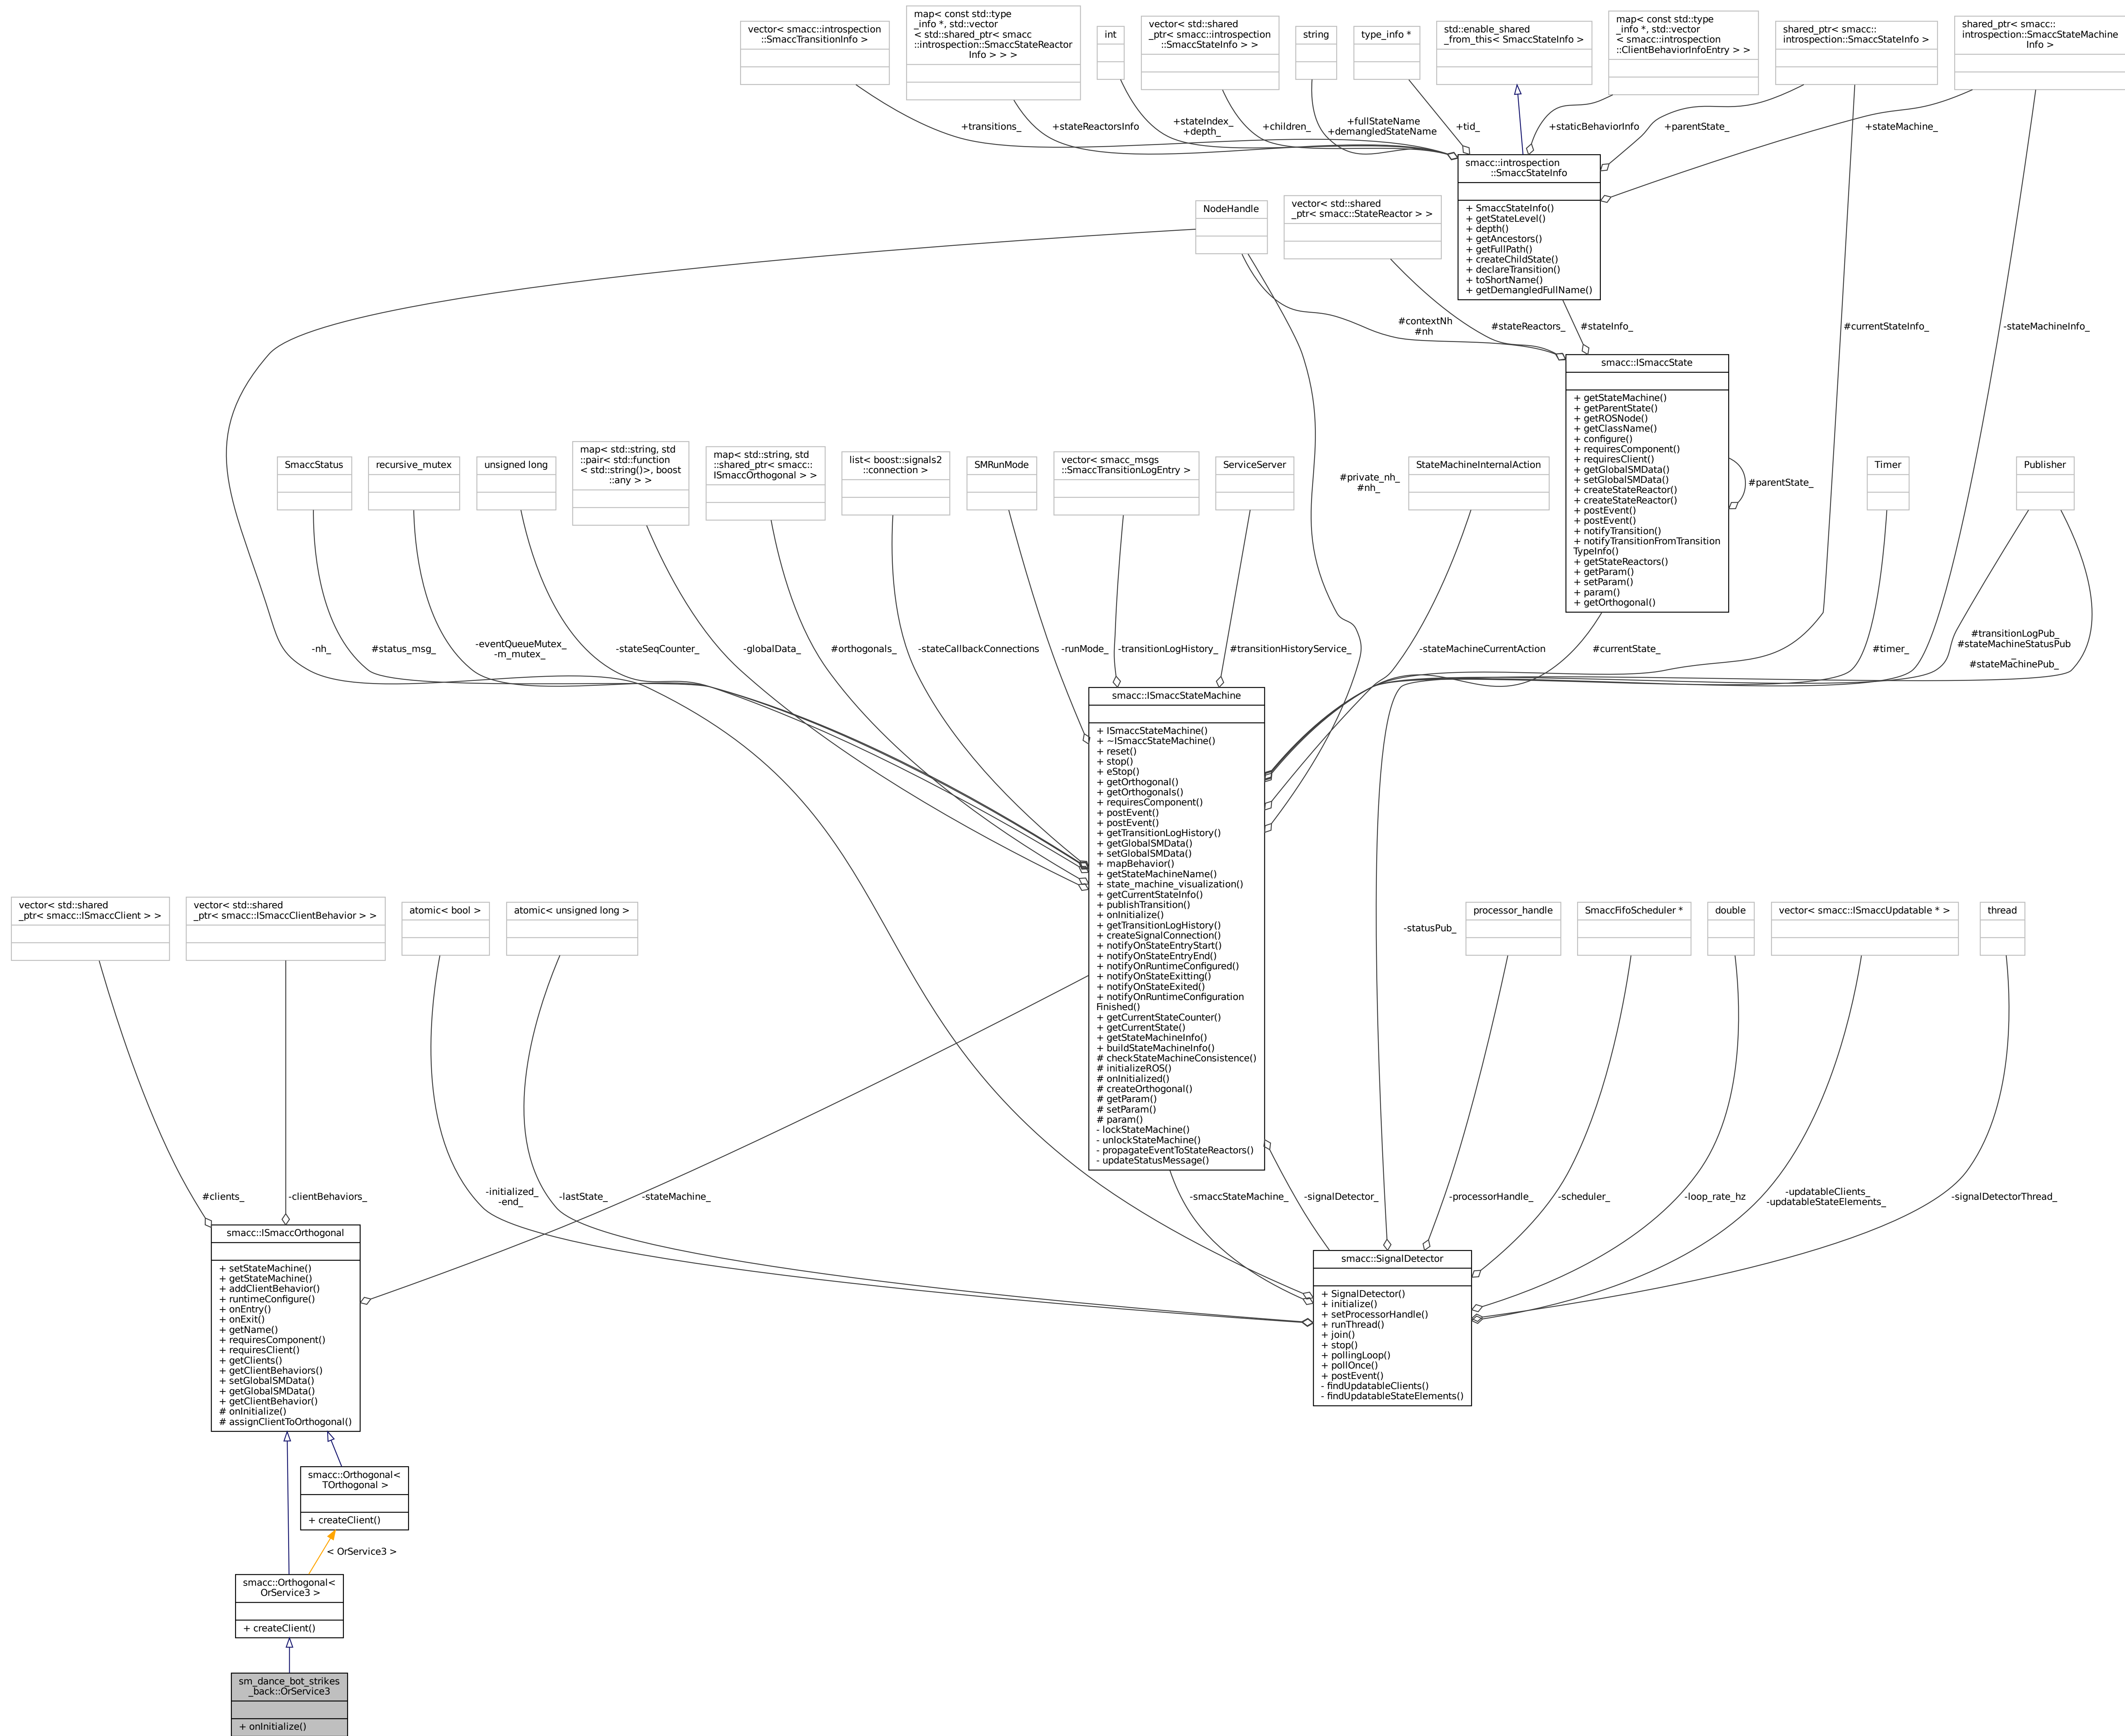 vector< smacc::introspection
::SmaccTransitionInfo >
map< const std::type
_info *, std::vector
< std::shared_ptr< smacc
::introspection::SmaccStateReactor
Info > > >
int
vector< std::shared
_ptr< smacc::introspection
::SmaccStateInfo > >
string
type_info *
std::enable_shared
_from_this< SmaccStateInfo >
map< const std::type
_info *, std::vector
< smacc::introspection
::ClientBehaviorInfoEntry > >
shared_ptr< smacc::
introspection::SmaccStateInfo >
shared_ptr< smacc::
introspection::SmaccStateMachine
Info >
+transitions_
+stateReactorsInfo
+stateIndex_
+depth_
+children_
+fullStateName
+demangledStateName
+tid_
+staticBehaviorInfo
+parentState_
+stateMachine_
smacc::introspection
::SmaccStateInfo
+ SmaccStateInfo()
+ getStateLevel()
+ depth()
+ getAncestors()
+ getFullPath()
+ createChildState()
+ declareTransition()
+ toShortName()
+ getDemangledFullName()
NodeHandle
vector< std::shared
_ptr< smacc::StateReactor > >
#contextNh
#nh
#stateReactors_
#stateInfo_
#currentStateInfo_
-stateMachineInfo_
smacc::ISmaccState
+ getStateMachine()
+ getParentState()
+ getROSNode()
+ getClassName()
+ configure()
+ requiresComponent()
+ requiresClient()
+ getGlobalSMData()
+ setGlobalSMData()
+ createStateReactor()
+ createStateReactor()
+ postEvent()
+ postEvent()
+ notifyTransition()
+ notifyTransitionFromTransition
TypeInfo()
+ getStateReactors()
+ getParam()
+ setParam()
+ param()
+ getOrthogonal()
#parentState_
SmaccStatus
recursive_mutex
unsigned long
map< std::string, std
::pair< std::function
< std::string()>, boost
::any > >
map< std::string, std
::shared_ptr< smacc::
ISmaccOrthogonal > >
list< boost::signals2
::connection >
SMRunMode
vector< smacc_msgs
::SmaccTransitionLogEntry >
ServiceServer
#private_nh_
#nh_
StateMachineInternalAction
Timer
Publisher
-nh_
#status_msg_
-eventQueueMutex_
-m_mutex_
-stateSeqCounter_
-globalData_
#orthogonals_
-stateCallbackConnections
-runMode_
-transitionLogHistory_
#transitionHistoryService_
-stateMachineCurrentAction
#currentState_
#timer_
#transitionLogPub_
#stateMachineStatusPub
_
#stateMachinePub_
smacc::ISmaccStateMachine
+ ISmaccStateMachine()
+ ~ISmaccStateMachine()
+ reset()
+ stop()
+ eStop()
+ getOrthogonal()
+ getOrthogonals()
+ requiresComponent()
+ postEvent()
+ postEvent()
+ getTransitionLogHistory()
+ getGlobalSMData()
+ setGlobalSMData()
+ mapBehavior()
+ getStateMachineName()
+ state_machine_visualization()
+ getCurrentStateInfo()
+ publishTransition()
+ onInitialize()
+ getTransitionLogHistory()
+ createSignalConnection()
+ notifyOnStateEntryStart()
+ notifyOnStateEntryEnd()
+ notifyOnRuntimeConfigured()
+ notifyOnStateExitting()
+ notifyOnStateExited()
+ notifyOnRuntimeConfiguration
Finished()
+ getCurrentStateCounter()
+ getCurrentState()
+ getStateMachineInfo()
+ buildStateMachineInfo()
# checkStateMachineConsistence()
# initializeROS()
# onInitialized()
# createOrthogonal()
# getParam()
# setParam()
# param()
- lockStateMachine()
- unlockStateMachine()
- propagateEventToStateReactors()
- updateStatusMessage()
vector< std::shared
_ptr< smacc::ISmaccClient > >
vector< std::shared
_ptr< smacc::ISmaccClientBehavior > >
atomic< bool >
atomic< unsigned long >
-statusPub_
processor_handle
SmaccFifoScheduler *
double
vector< smacc::ISmaccUpdatable * >
thread
#clients_
-clientBehaviors_
-initialized_
-end_
-lastState_
-stateMachine_
-smaccStateMachine_
-signalDetector_
-processorHandle_
-scheduler_
-loop_rate_hz
-updatableClients_
-updatableStateElements_
-signalDetectorThread_
smacc::ISmaccOrthogonal
+ setStateMachine()
+ getStateMachine()
+ addClientBehavior()
+ runtimeConfigure()
+ onEntry()
+ onExit()
+ getName()
+ requiresComponent()
+ requiresClient()
+ getClients()
+ getClientBehaviors()
+ setGlobalSMData()
+ getGlobalSMData()
+ getClientBehavior()
# onInitialize()
# assignClientToOrthogonal()
smacc::SignalDetector
+ SignalDetector()
+ initialize()
+ setProcessorHandle()
+ runThread()
+ join()
+ stop()
+ pollingLoop()
+ pollOnce()
+ postEvent()
- findUpdatableClients()
- findUpdatableStateElements()
smacc::Orthogonal<
TOrthogonal >
+ createClient()
< OrService3 >
smacc::Orthogonal<
OrService3 >
+ createClient()
sm_dance_bot_strikes
_back::OrService3
+ onInitialize()